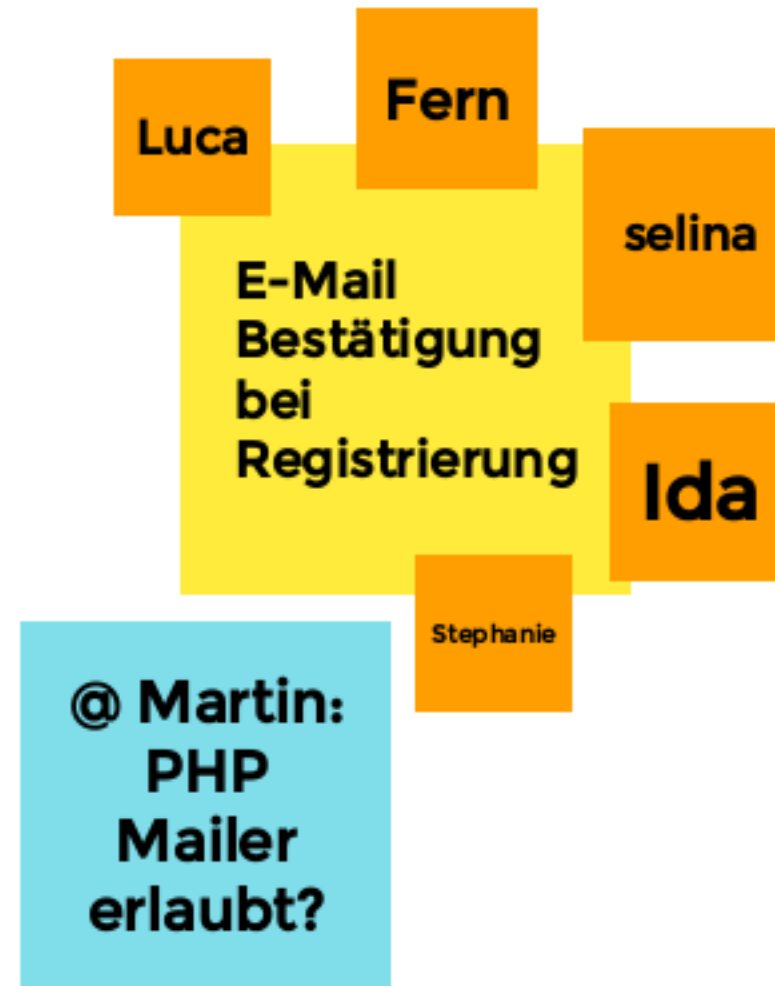 Fern
Luca
selina
E-Mail
Bestätigung
bei
Registrierung
Ida
Stephanie
@ Martin:
PHP
Mailer
erlaubt?